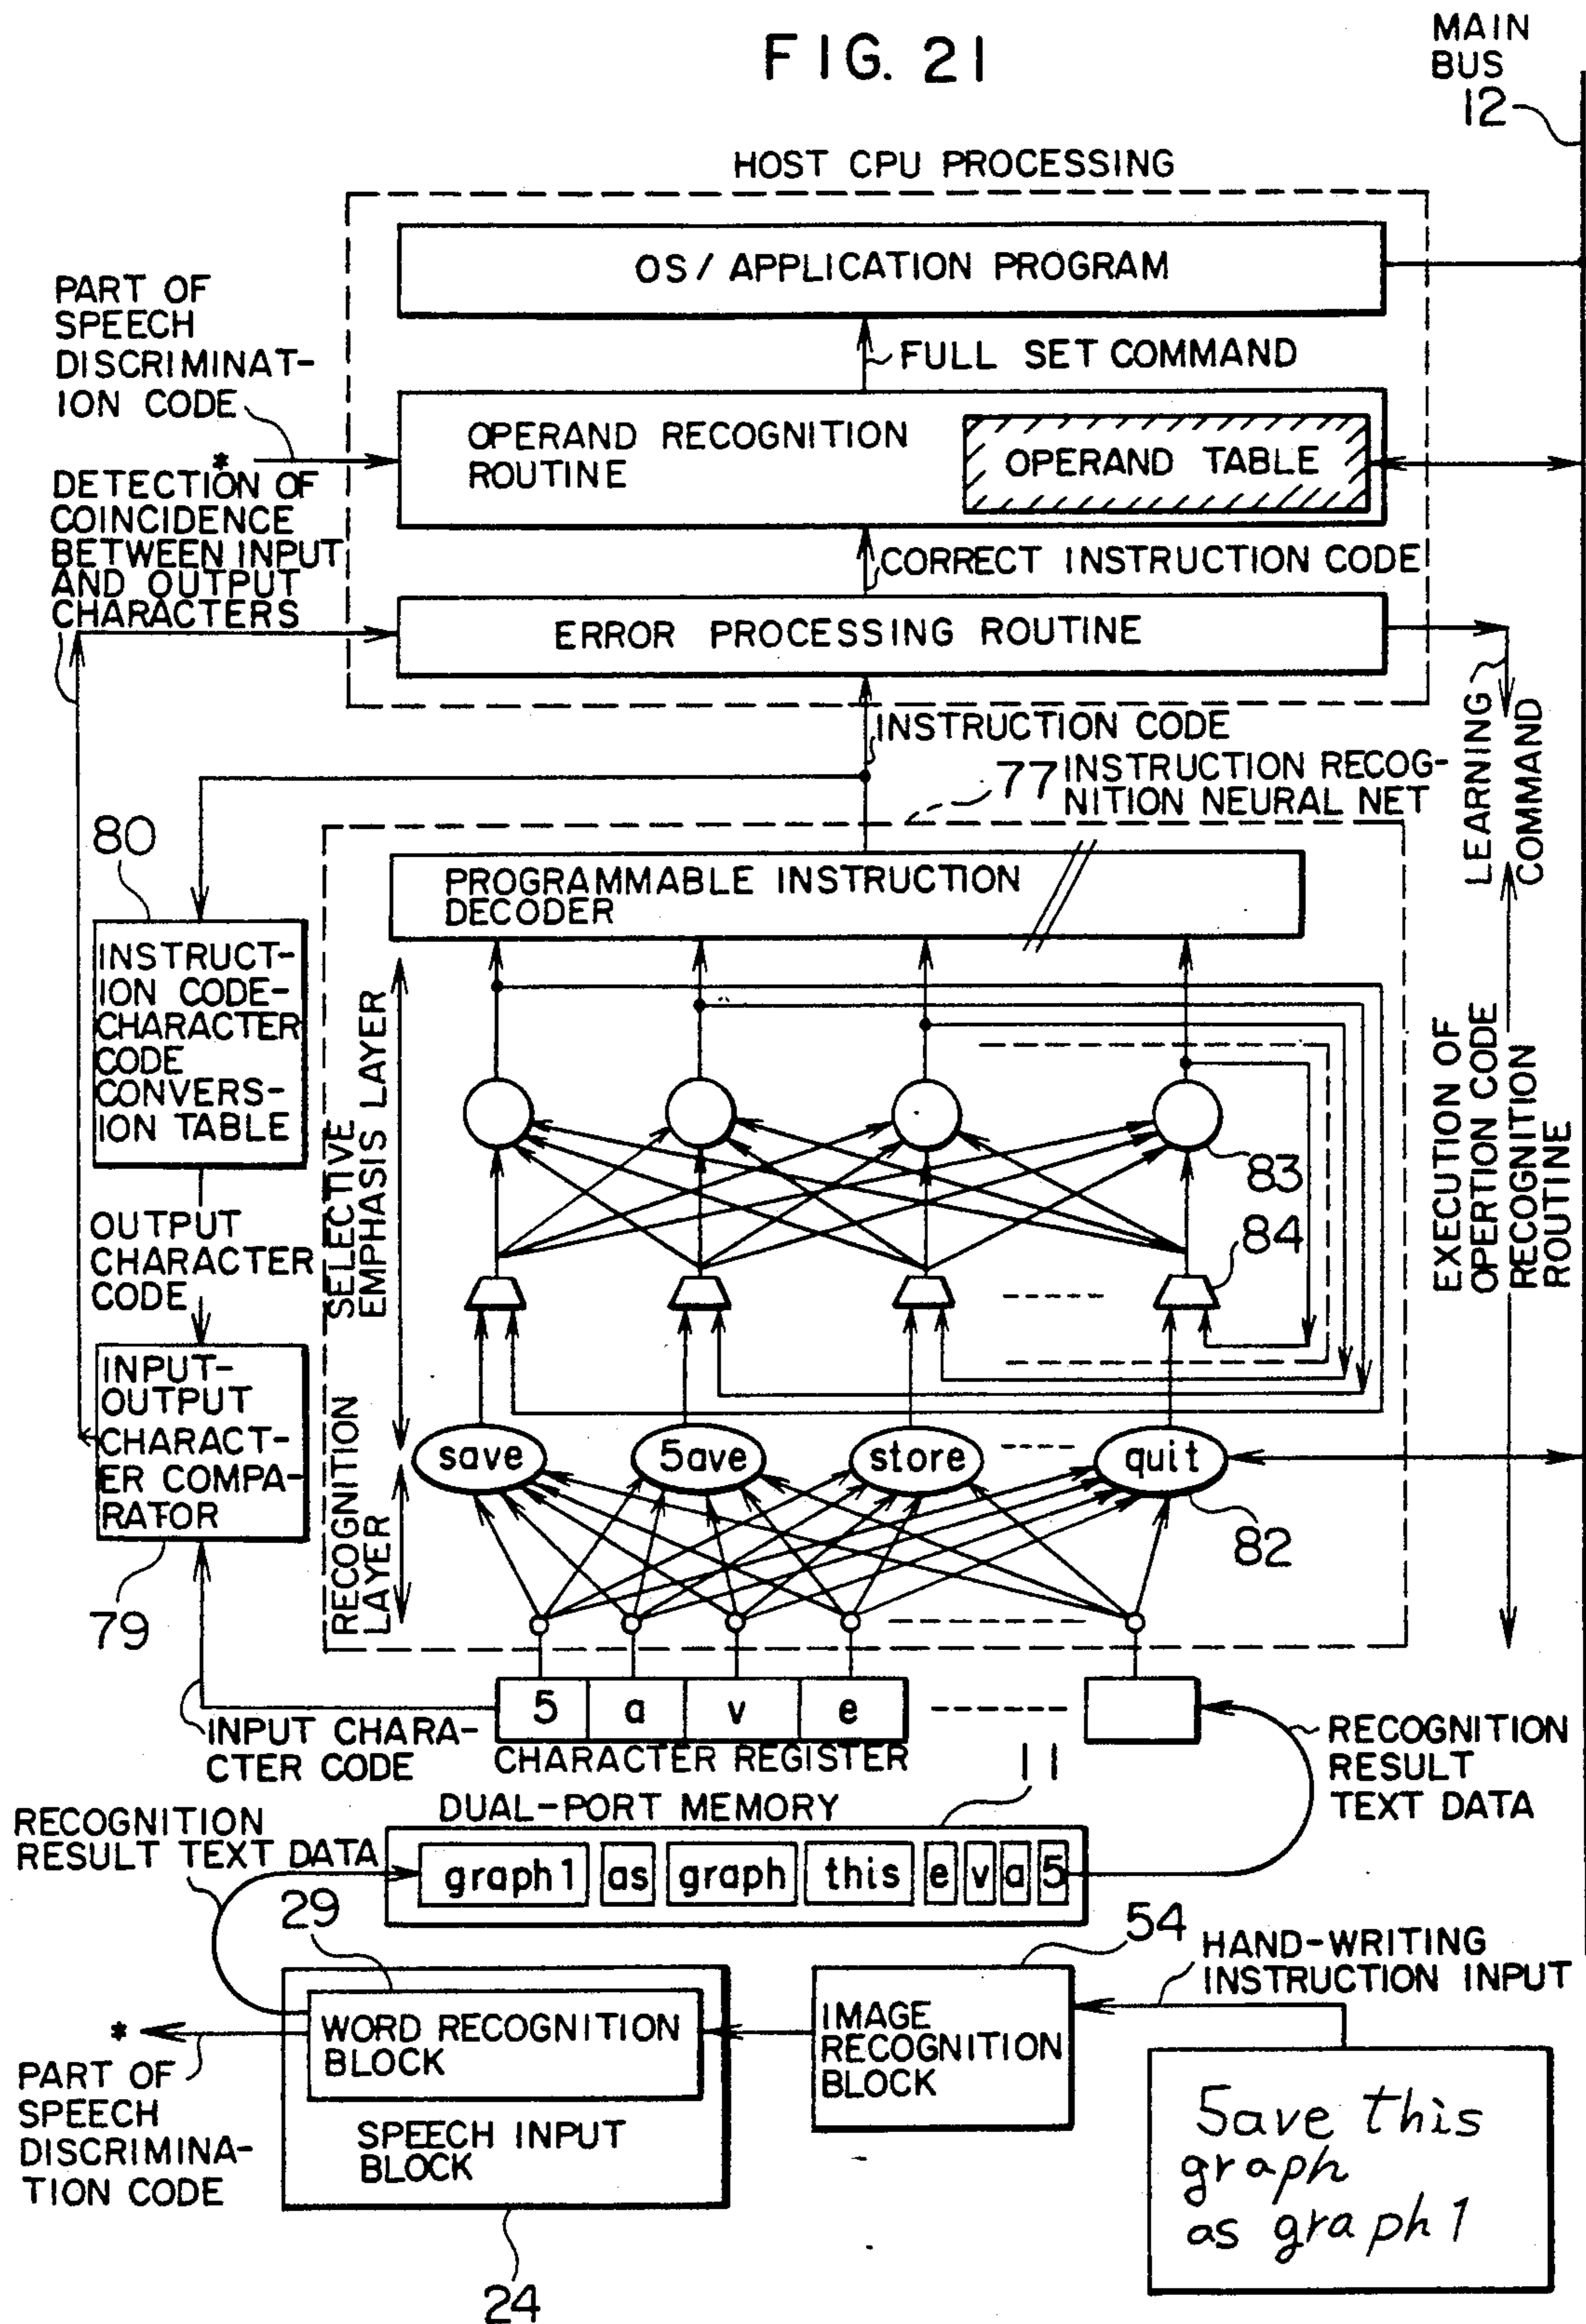 FIG. 21
MAIN
BUS
12
HOST CPU PROCESSING
OS / APPLICATION PROGRAM
PART OF
SPEECH
DISCRIMINAT-
ION CODE
FULL SET COMMAND
OPERAND RECOGNITION
ROUTINE
OPERAND TABLE
*
DETECTION OF
COINCIDENCE
BETWEEN INPUT
AND OUTPUT
CHARACTERS
CORRECT INSTRUCTION CODE
ERROR PROCESSING ROUTINE
LEARNING
COMMAND
INSTRUCTION CODE
77 INSTRUCTION RECOG-
NITION NEURAL NET
80
PROGRAMMABLE INSTRUCTION
DECODER
INSTRUCT-
ION CODE-
CHARACTER
CODE
CONVERS-
ION TABLE
SELECTIVE
EMPHASIS LAYER
83
84
EXECUTION OF
OPERTION CODE
RECOGNITION
ROUTINE
OUTPUT
CHARACTER
CODE
INPUT-
OUTPUT
CHARACT-
ER COMPA-
RATOR
79
RECOGNITION
LAYER
save
5ave
store
quit
82
5 a v e
INPUT CHARA-
CTER CODE
CHARACTER REGISTER
11
RECOGNITION
RESULT
TEXT DATA
DUAL-PORT MEMORY
RECOGNITION
RESULT TEXT DATA
graph1 as graph this e v a 5
29
54
HAND-WRITING
INSTRUCTION INPUT
WORD RECOGNITION
BLOCK
IMAGE
RECOGNITION
BLOCK
*
PART OF
SPEECH
DISCRIMINA-
TION CODE
SPEECH INPUT
BLOCK
24
5ave this
graph
as graph 1